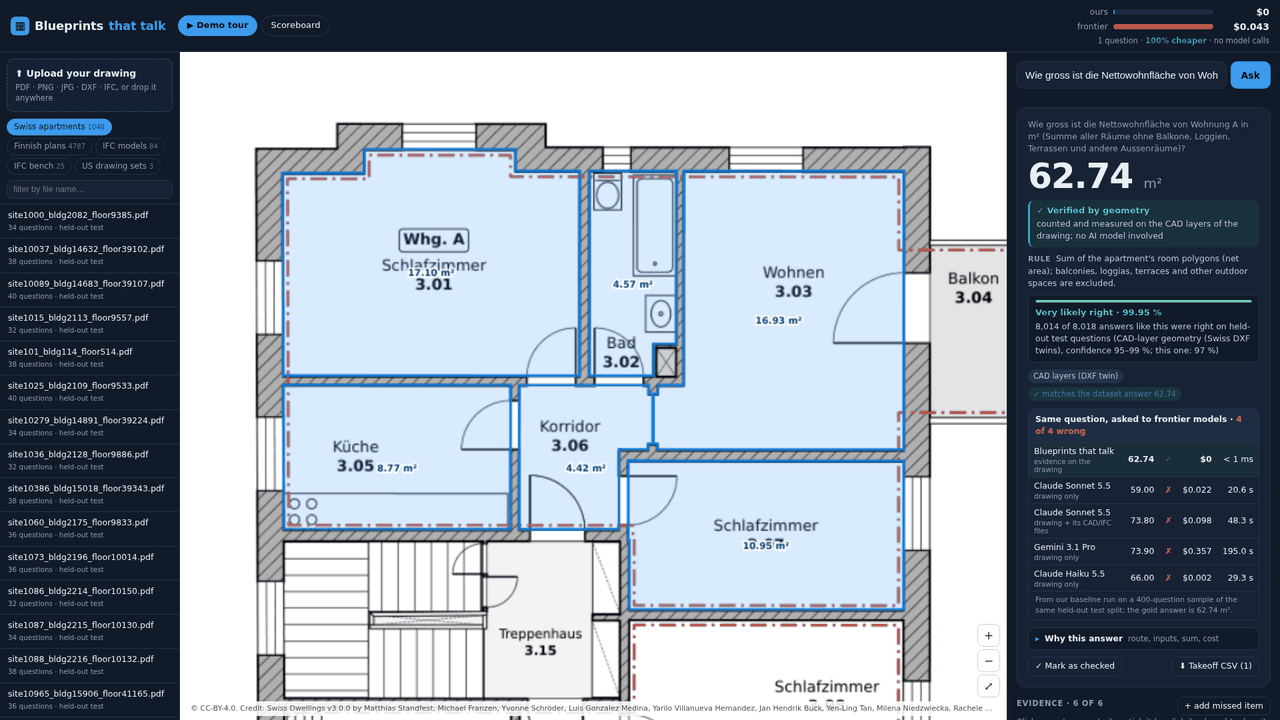 Blueprints that talk
▶ Demo tour
Scoreboard
ours $0
frontier $0.043
1 question · 100% cheaper · no model calls
⬆ Upload your drawing
PDF · PNG · JPG · DXF · IFC, or drop it
anywhere
Swiss apartments 1040
Finnish plans 4787
IFC models 84
IFC bench 25
US drawing sets 3
filter by file name…
site1000_bldg2082_floor9385.pdf
34 questions · held-out test
site10037_bldg14632_floor39102.pdf
38 questions · held-out test
site10089_bldg14683_floor39107.pdf
40 questions · held-out test
site1015_bldg2113_floor9557.pdf
32 questions · held-out test
site101_bldg114_floor514.pdf
38 questions · held-out test
site1025_bldg2109_floor9533.pdf
40 questions · held-out test
site10279_bldg14891_floor39224.pdf
34 questions · held-out test
site1036_bldg2128_floor9886.pdf
32 questions · held-out test
site10386_bldg15018_floor39343.pdf
38 questions · held-out test
site1060_bldg2175_floor9833.pdf
36 questions · held-out test
site1073_bldg2196_floor10014.pdf
36 questions · held-out test
site1086_bldg2214_floor10150.pdf
32 questions · held-out test
site1087_bldg2215_floor10130.pdf
34 questions · held-out test
site1088_bldg2216_floor10132.pdf
38 questions · held-out test
site10965_bldg15906_floor41165.pdf
36 questions · held-out test
Whg. A
Schlafzimmer
17.10 m²
3.01
4.57 m²
Bad
3.02
Wohnen
3.03
16.93 m²
Balkon
3.04
Küche
3.05 8.77 m²
Korridor
3.06
4.42 m²
Schlafzimmer
10.95 m²
Treppenhaus
3.15
Schlafzimmer
+
−
⤢
© CC-BY-4.0. Credit: Swiss Dwellings v3.0.0 by Matthias Standfest, Michael Franzen, Yvonne Schröder, Luis Gonzalez Medina, Yarilo Villanueva Hernandez, Jan Hendrik Buck, Yen-Ling Tan, Milena Niedzwiecka, Rachele ...
Wie gross ist die Nettowohnfläche von Woh
Ask
Wie gross ist die Nettowohnfläche von Wohnung A in
m² (Summe aller Räume ohne Balkone, Loggien,
Terrassen und andere Aussenräume)?
62.74 m²
✓ Verified by geometry
counted and measured on the CAD layers of the
drawing; no AI model involved
RULE Sum of the apartment's room polygons (net
area); balconies, loggias, terraces and other outdoor
spaces are excluded.
Very likely right · 99.95 %
8,014 of 8,018 answers like this were right on held-
out test questions (CAD-layer geometry (Swiss DXF
twins), confidence 95–99 %; this one: 97 %)
CAD layers (DXF twin)
✓ matches the dataset answer 62.74
Same question, asked to frontier models · 4
of 4 wrong
Blueprints that talk 62.74 ✓ $0 < 1 ms
evidence on the
drawing
Claude Sonnet 5.5 59.00 ✗ $0.022 20.6 s
drawing only
Claude Sonnet 5.5 73.80 ✗ $0.098 48.3 s
drawing + its CAD/IFC
files
Gemini 3.1 Pro 73.90 ✗ $0.357 195.0 s
drawing only
Claude Haiku 5.5 66.00 ✗ $0.002 29.3 s
drawing only
From our baseline run on a 400-question sample of the
same held-out test split; the gold answer is 62.74 m².
▸ Why this answer route, inputs, sum, cost
✓ Mark as checked
⬇ Takeoff CSV (1)
EVIDENCE · 6 OF 6
+ add missed item